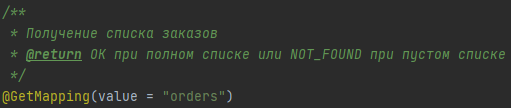 /**
 * Получение списка заказов
 * @return OK при полном списке или NOT_FOUND при пустом списке
 */
@GetMapping(value = "orders")